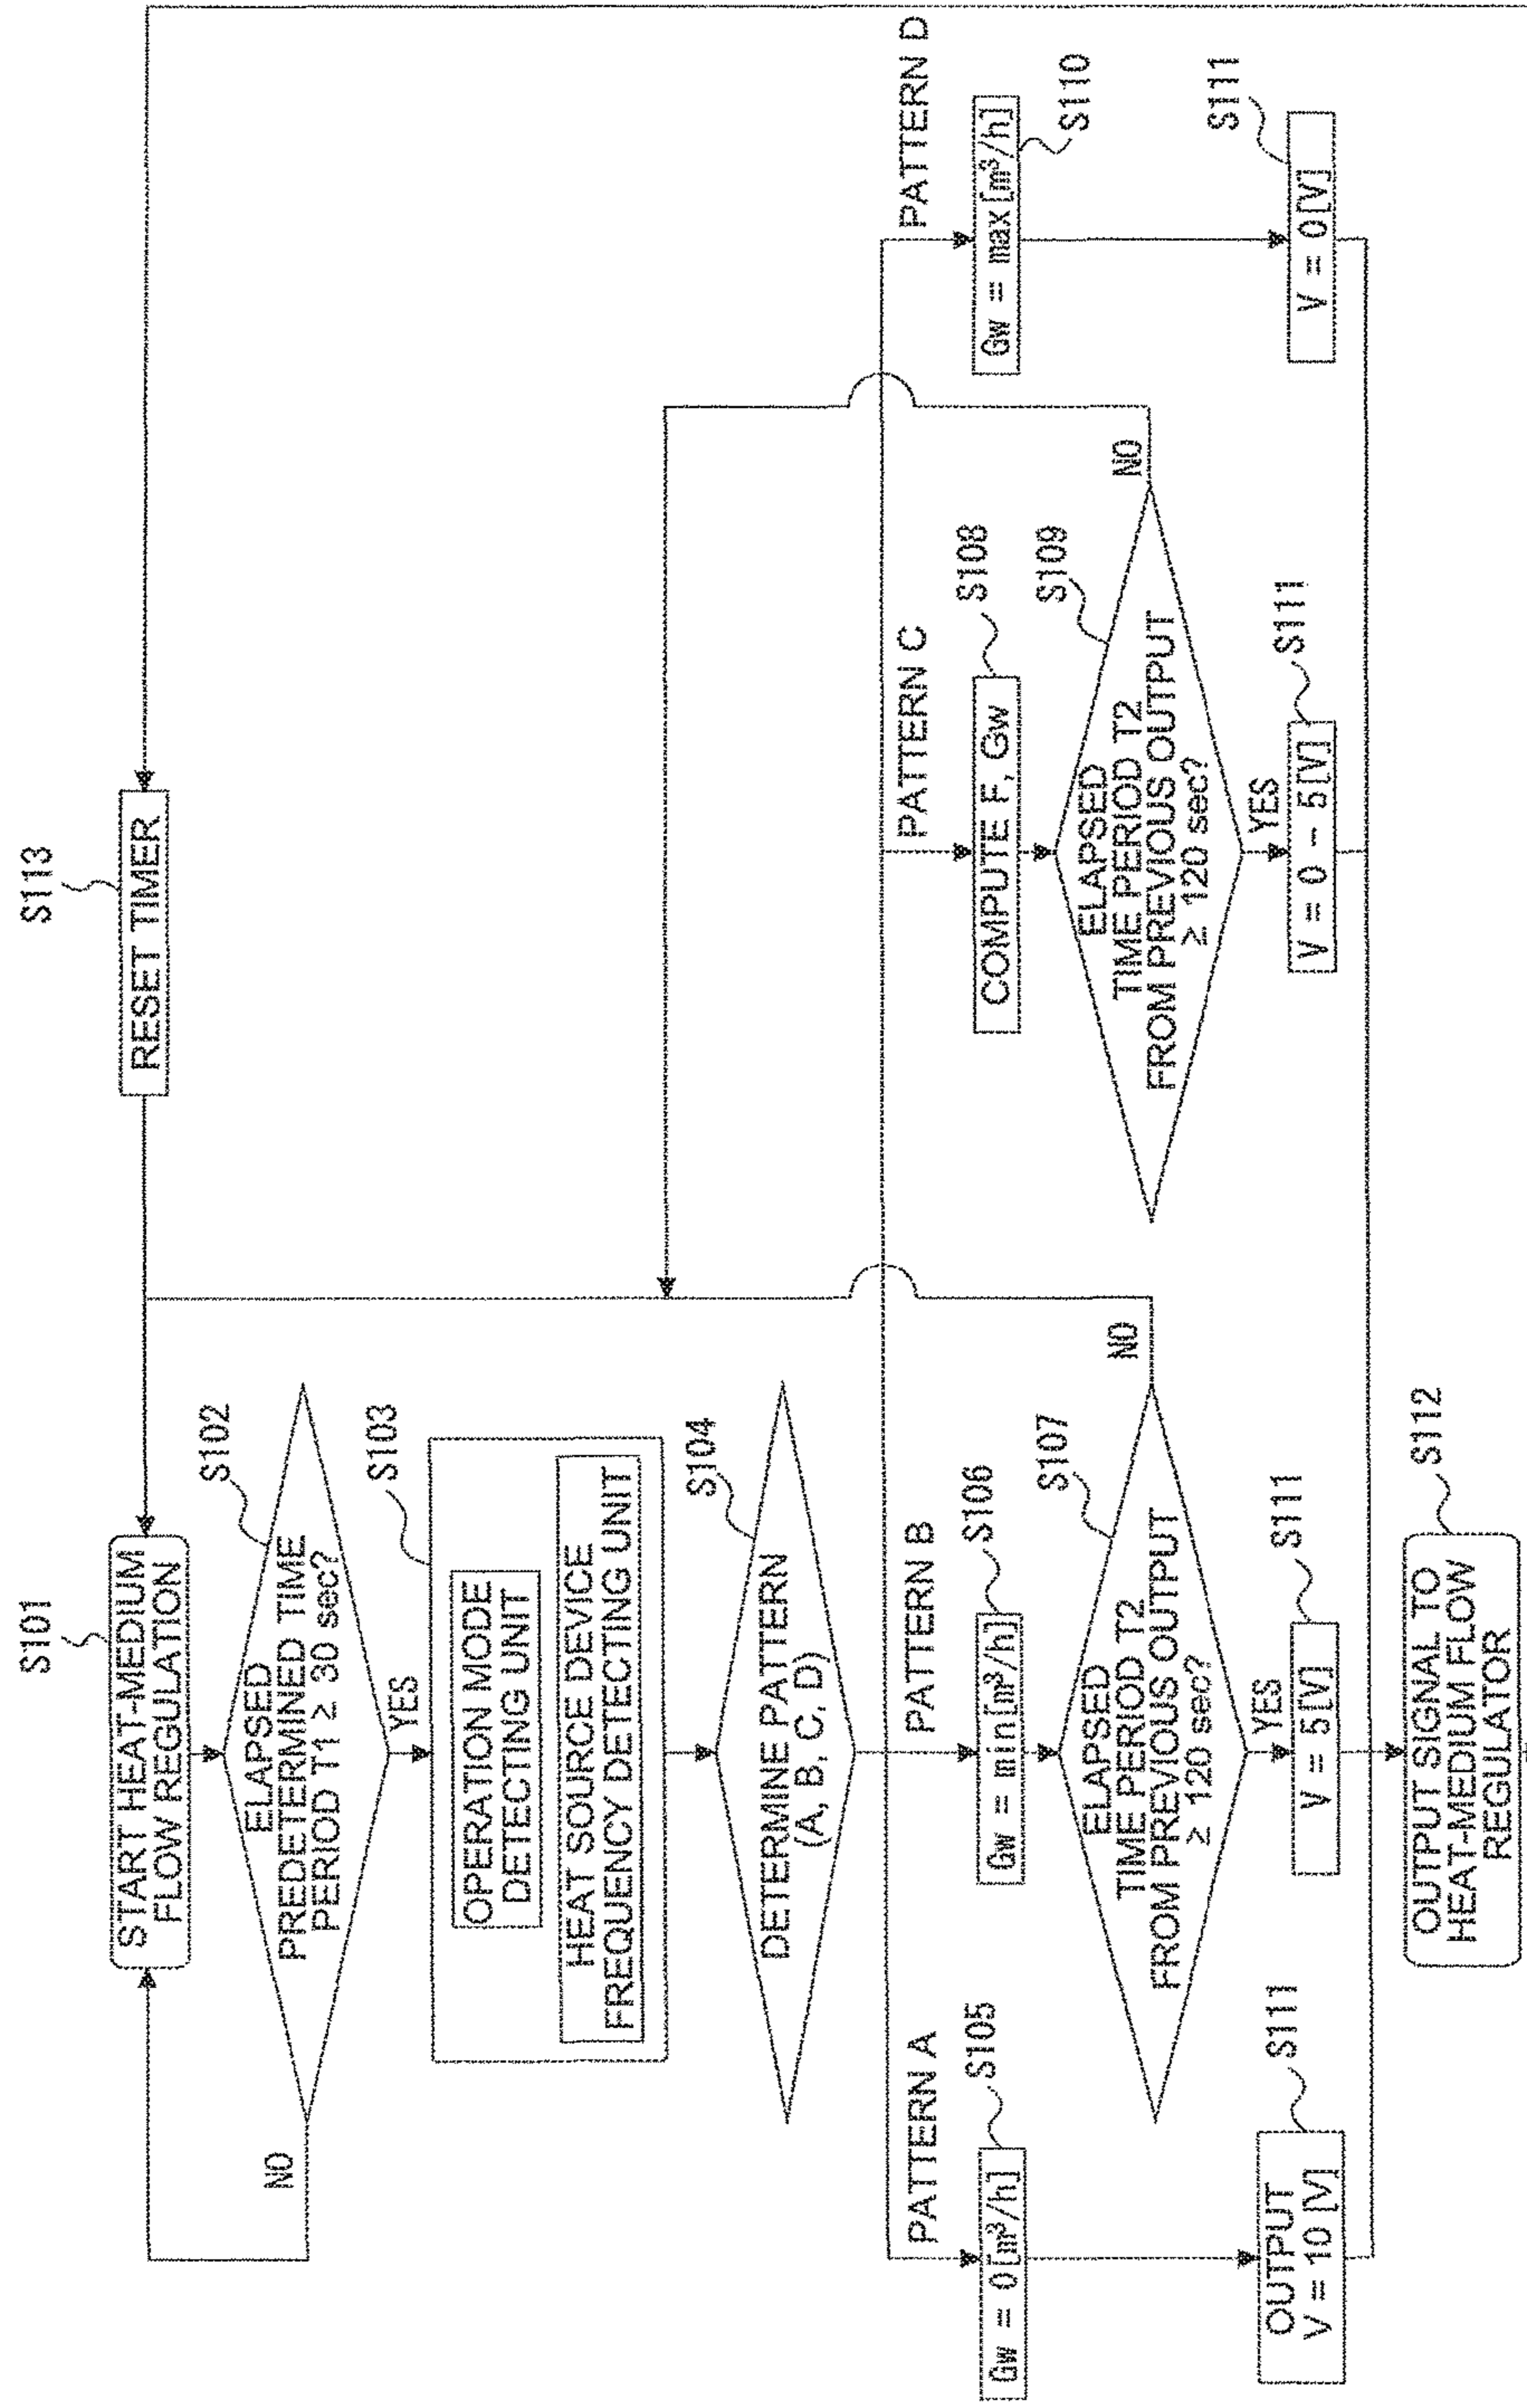 S101
START HEAT-MEDIUM
FLOW REGULATION
S113
RESET TIMER
S102
ELAPSED
PREDETERMINED TIME
PERIOD T1 ≥ 30 sec?
NO
YES
S103
OPERATION MODE
DETECTING UNIT
HEAT SOURCE DEVICE
FREQUENCY DETECTING UNIT
S104
DETERMINE PATTERN
(A, B, C, D)
PATTERN A
S105
Gw = 0[m³/h]
S111
OUTPUT
V = 10 [V]
PATTERN B
S106
Gw = min[m³/h]
S107
ELAPSED
TIME PERIOD T2
FROM PREVIOUS OUTPUT
≥ 120 sec?
NO
YES
S111
V = 5[V]
PATTERN C
S108
COMPUTE F, Gw
S109
ELAPSED
TIME PERIOD T2
FROM PREVIOUS OUTPUT
≥ 120 sec?
NO
YES
S111
V = 0 - 5[V]
PATTERN D
Gw = max[m³/h]
S110
S111
V = 0[V]
S112
OUTPUT SIGNAL TO
HEAT-MEDIUM FLOW
REGULATOR